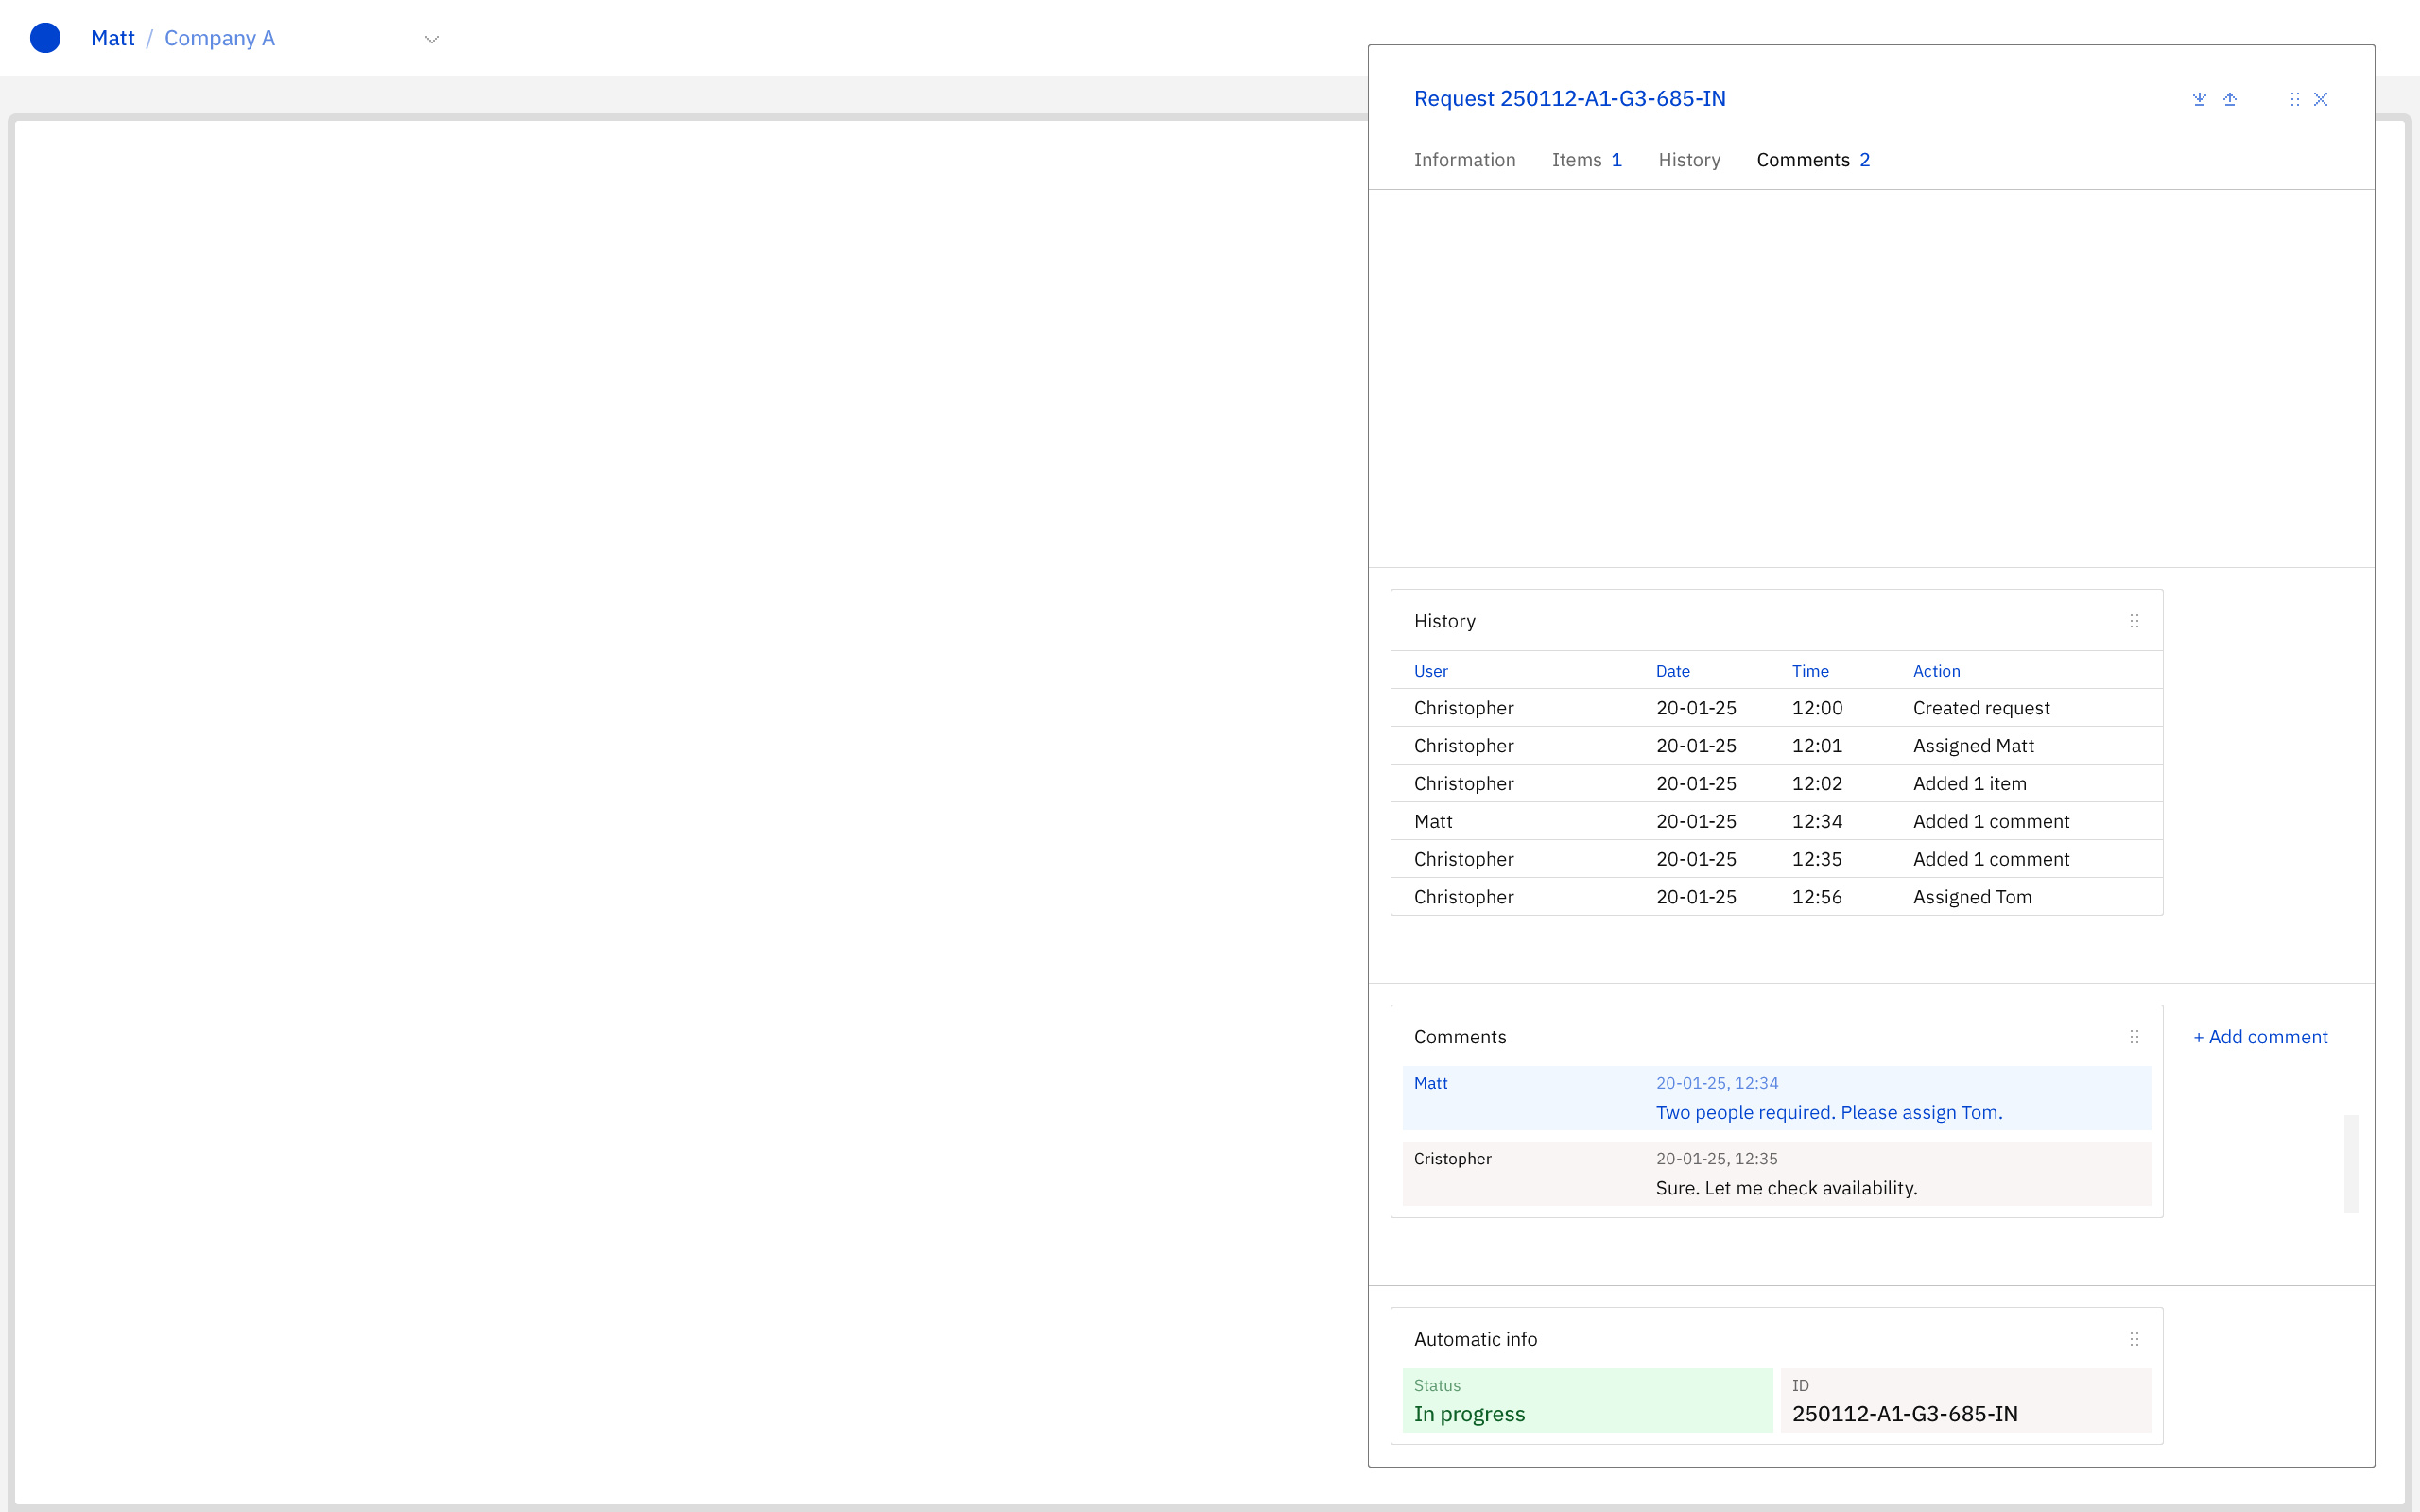 Matt / Company A
Request 250112-A1-G3-685-IN
Information Items 1 History Comments 2
History
User Date Time Action
Christopher 20-01-25 12:00 Created request
Christopher 20-01-25 12:01 Assigned Matt
Christopher 20-01-25 12:02 Added 1 item
Matt 20-01-25 12:34 Added 1 comment
Christopher 20-01-25 12:35 Added 1 comment
Christopher 20-01-25 12:56 Assigned Tom
Comments + Add comment
Matt 20-01-25, 12:34
Two people required. Please assign Tom.
Cristopher 20-01-25, 12:35
Sure. Let me check availability.
Automatic info
Status ID
In progress 250112-A1-G3-685-IN